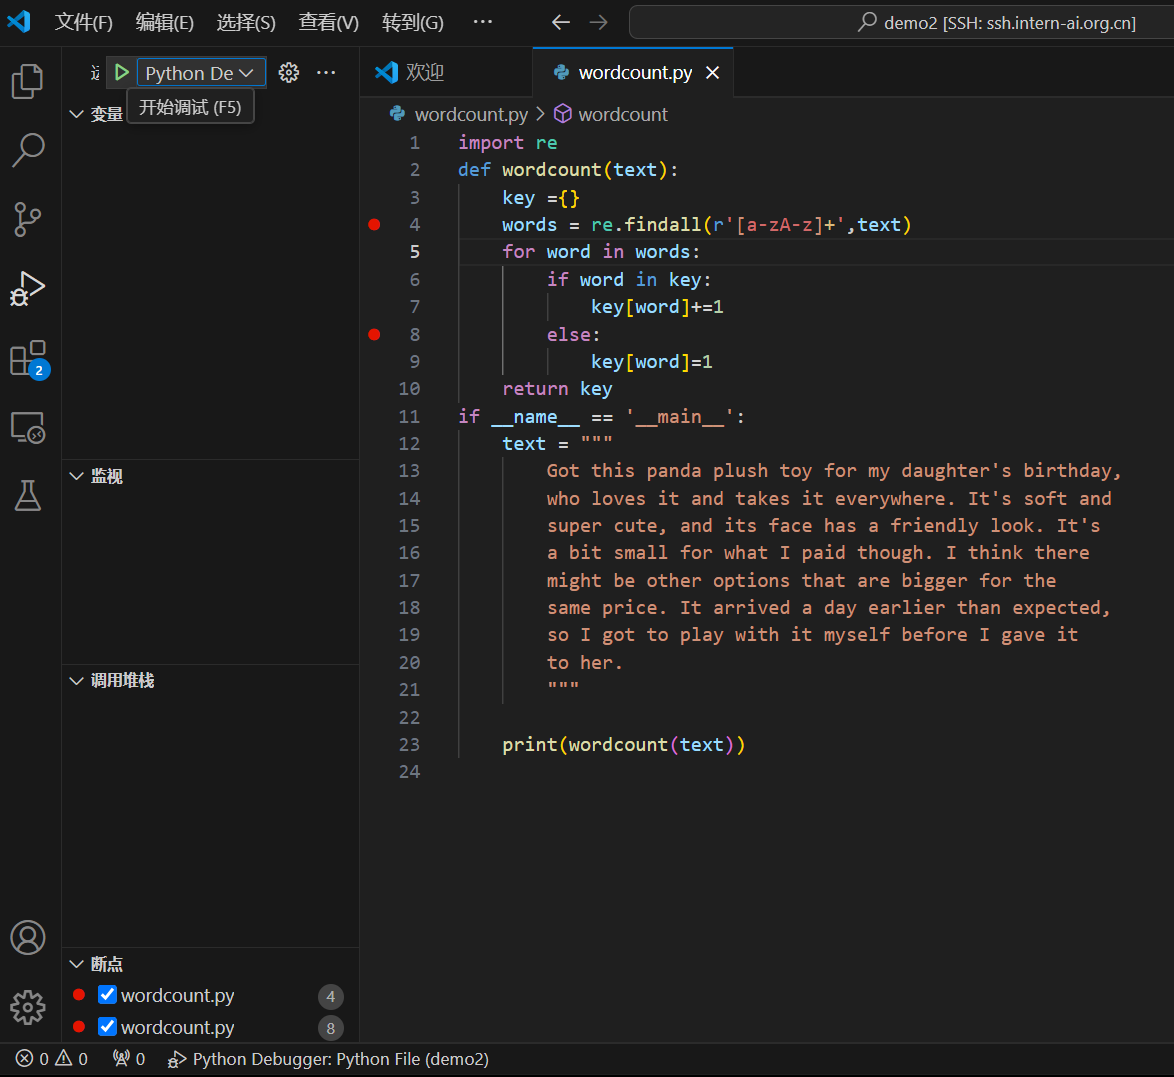 文件(F) 编辑(E) 选择(S) 查看(V) 转到(G) ··· demo2 [SSH: ssh.intern-ai.org.cn]
Python De ···
开始调试 (F5)
欢迎 wordcount.py
变量
wordcount.py > wordcount
1 import re
2 def wordcount(text):
3 key ={}
4 words = re.findall(r'[a-zA-z]+',text)
5 for word in words:
6 if word in key:
7 key[word]+=1
8 else:
9 key[word]=1
10 return key
11 if __name__ == '__main__':
12 text = """
13 Got this panda plush toy for my daughter's birthday,
14 who loves it and takes it everywhere. It's soft and
15 super cute, and its face has a friendly look. It's
16 a bit small for what I paid though. I think there
17 might be other options that are bigger for the
18 same price. It arrived a day earlier than expected,
19 so I got to play with it myself before I gave it
20 to her.
21 """
22
23 print(wordcount(text))
24
2
监视
调用堆栈
断点
wordcount.py 4
wordcount.py 8
0 0 0 Python Debugger: Python File (demo2)